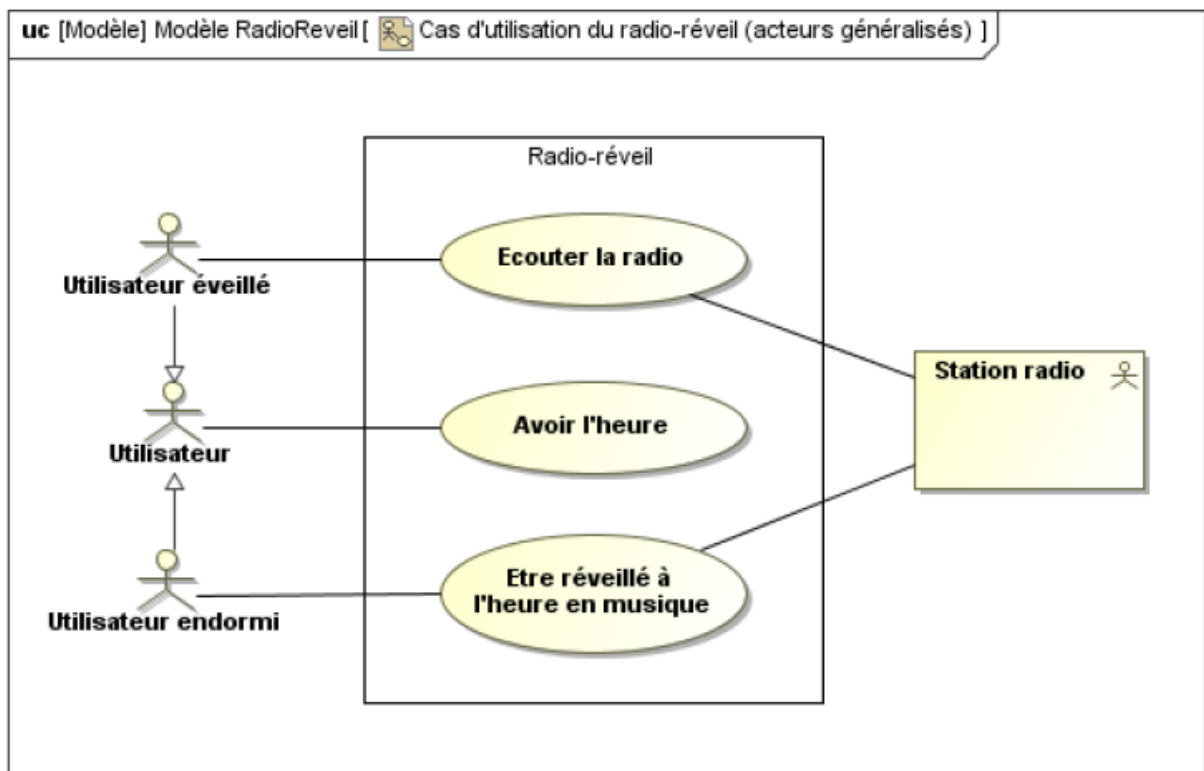 uc [Modèle] Modèle RadioReveil [ Cas d'utilisation du radio-réveil (acteurs généralisés) ]
Radio-réveil
Ecouter la radio
Utilisateur éveillé
Station radio
Avoir l'heure
Utilisateur
Etre réveillé à
l'heure en musique
Utilisateur endormi